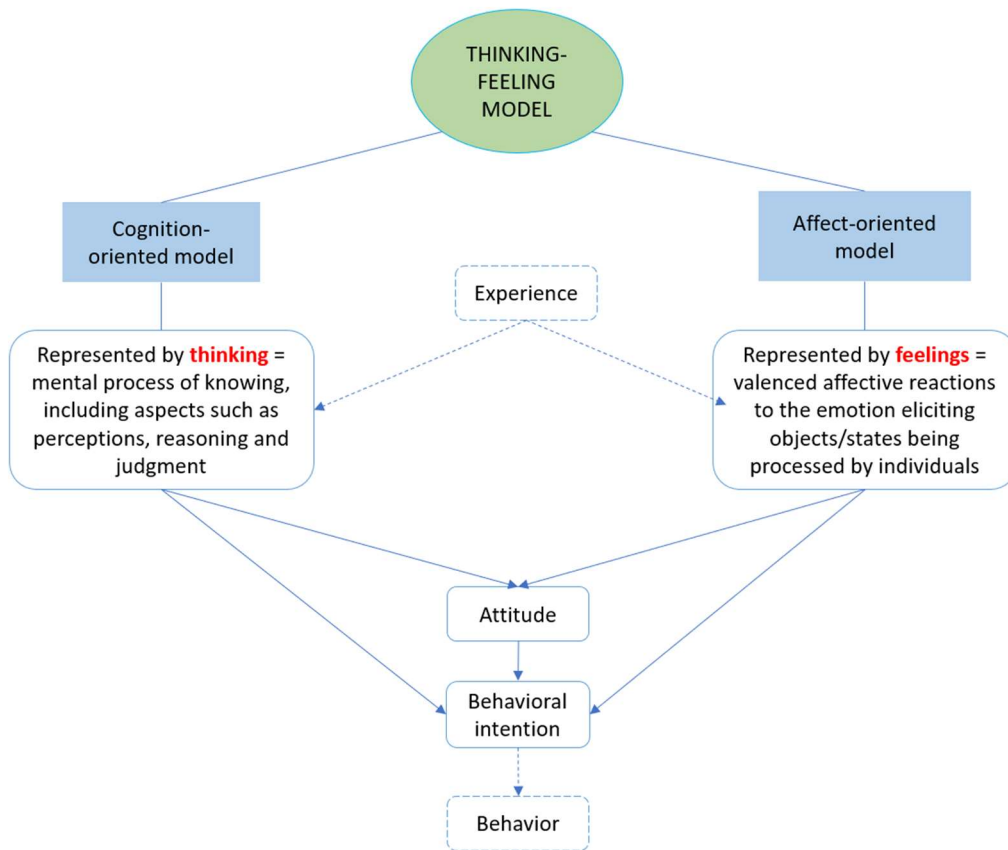 THINKING-
FEELING
MODEL
Cognition-
oriented model
Affect-oriented
model
Experience
Represented by thinking =
mental process of knowing,
including aspects such as
perceptions, reasoning and
judgment
Represented by feelings =
valenced affective reactions
to the emotion eliciting
objects/states being
processed by individuals
Attitude
Behavioral
intention
Behavior